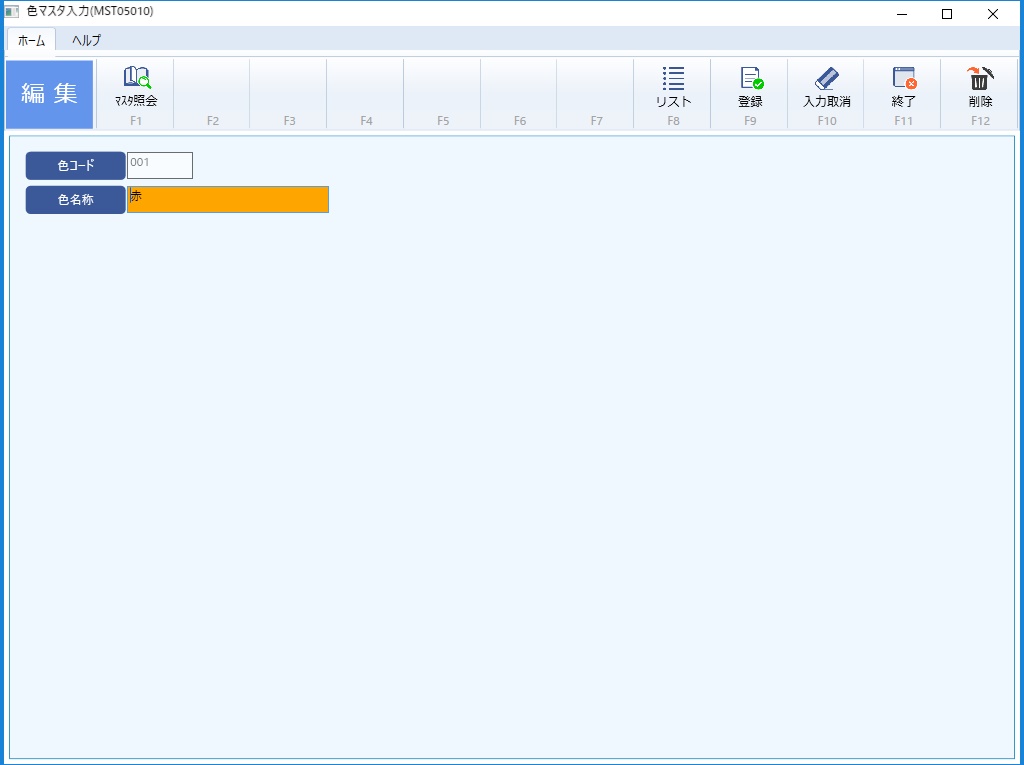 色マスタ入力(MST05010)
ホーム ヘルプ
編集
ﾏｽﾀ照会 リスト 登録 入力取消 終了 削除
F1 F2 F3 F4 F5 F6 F7 F8 F9 F10 F11 F12
色コード 001
色名称 赤